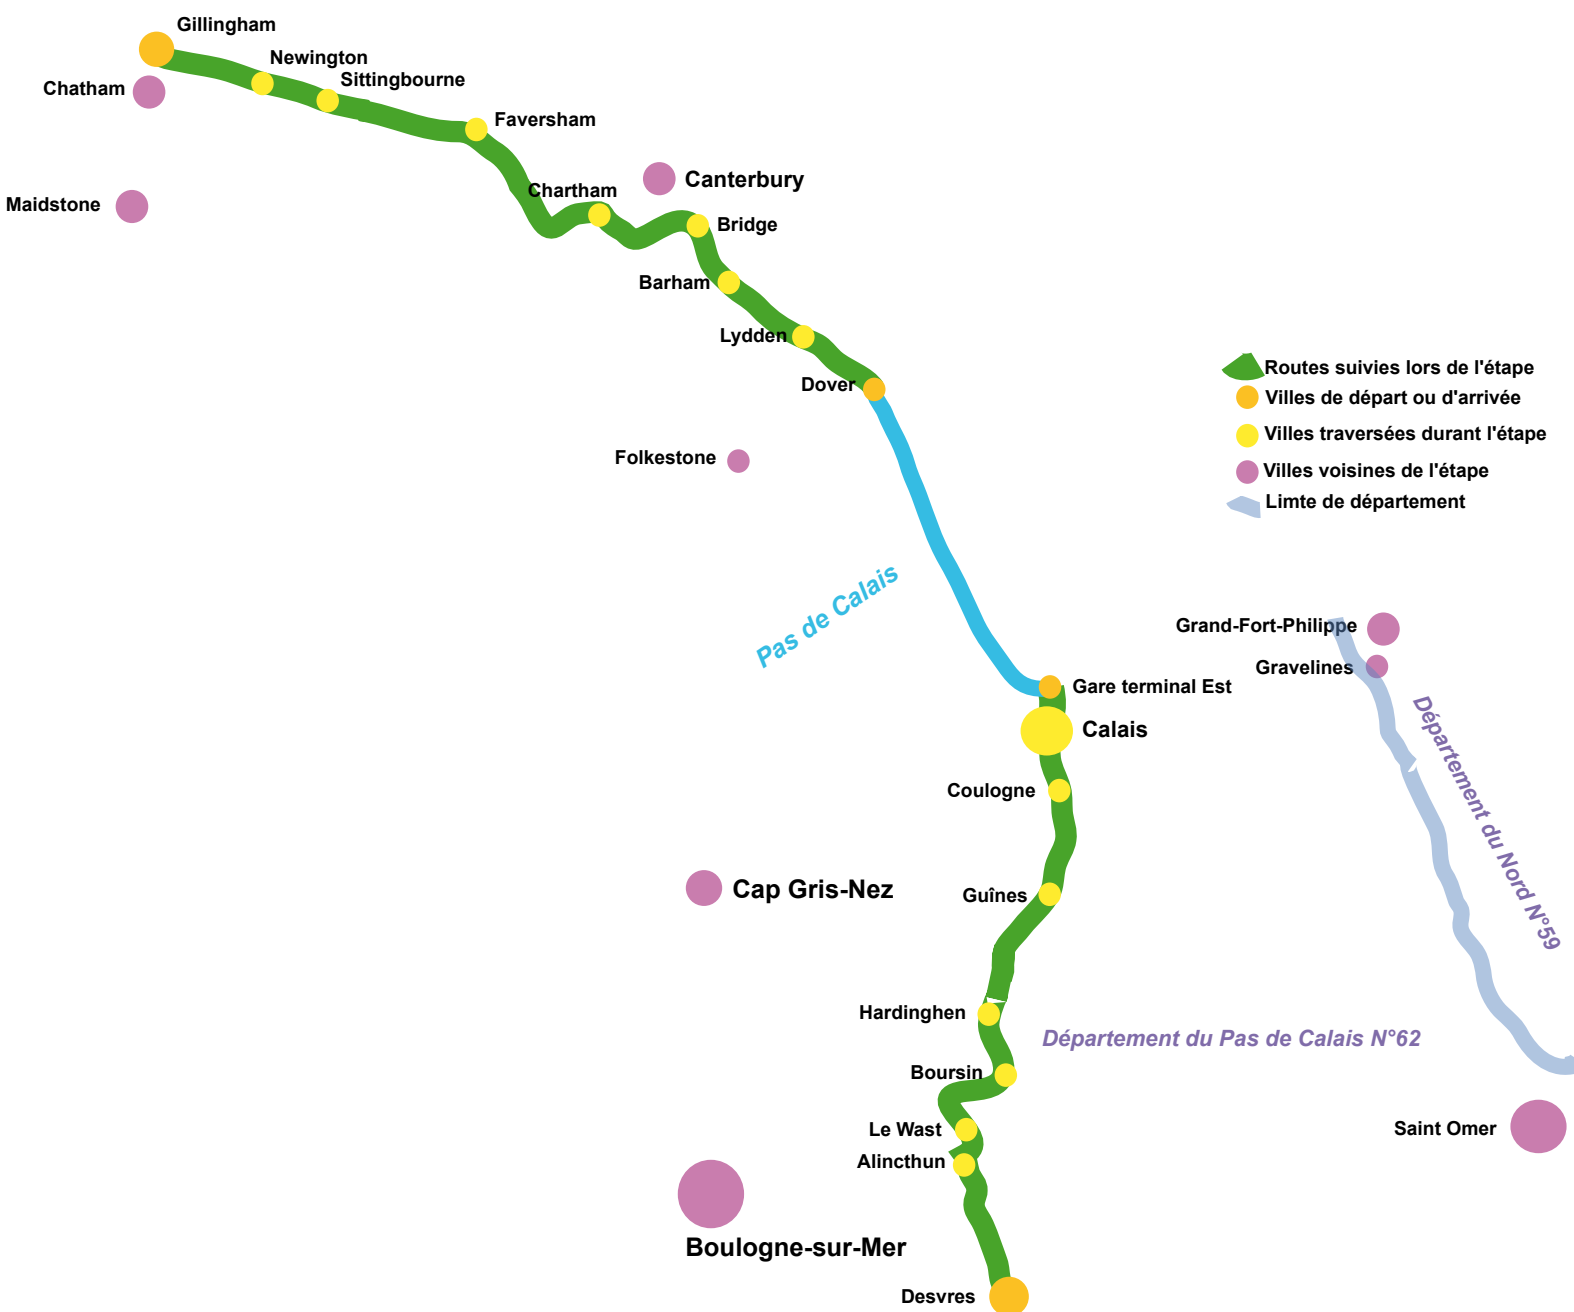 Gillingham
Newington
Sittingbourne
Chatham
Faversham
Canterbury
Chartham
Maidstone
Bridge
Barham
Lydden
Dover
Folkestone
Routes suivies lors de l'étape
Villes de départ ou d'arrivée
Villes traversées durant l'étape
Villes voisines de l'étape
Limte de département
Pas de Calais
Grand-Fort-Philippe
Gravelines
Gare terminal Est
Calais
Coulogne
Département du Nord N°59
Cap Gris-Nez
Guînes
Hardinghen
Département du Pas de Calais N°62
Boursin
Le Wast
Saint Omer
Alincthun
Boulogne-sur-Mer
Desvres